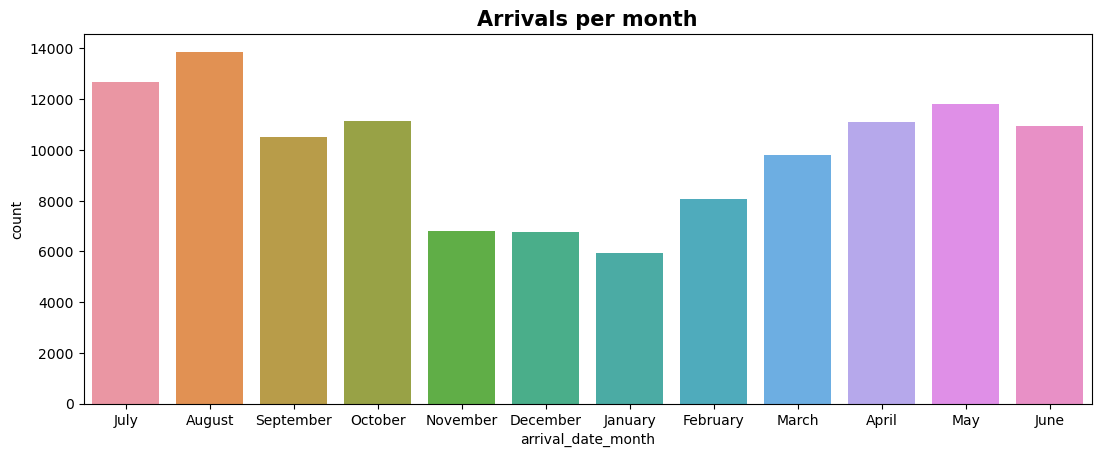 Arrivals per month
14000
12000
10000
8000
6000
4000
2000
0
count
July August September October November December January February March April May June
arrival_date_month